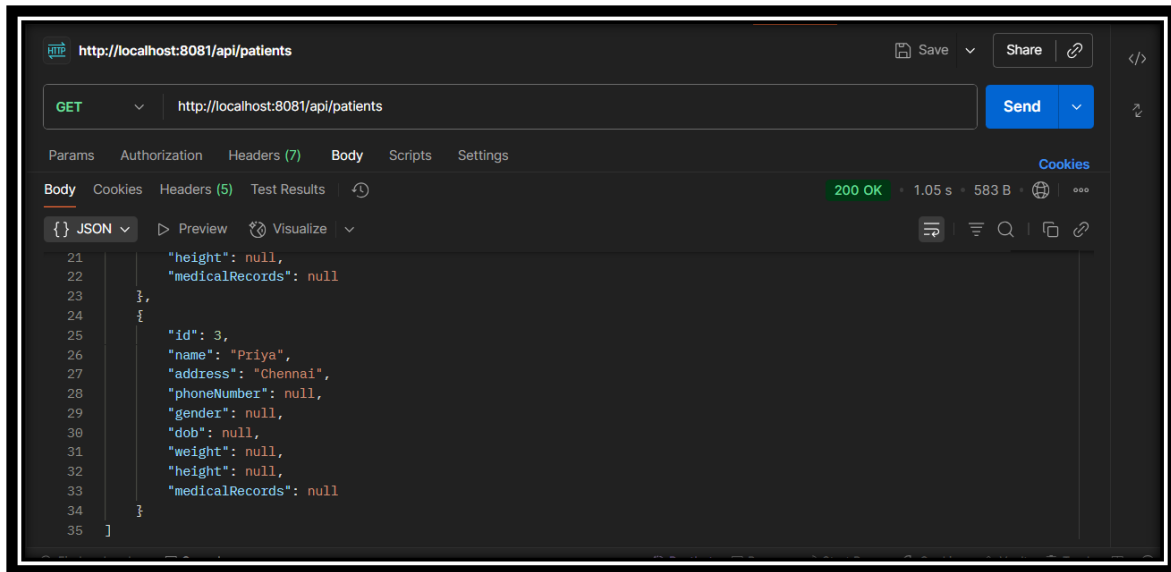 HTTP http://localhost:8081/api/patients Save Share
GET http://localhost:8081/api/patients Send
Params Authorization Headers (7) Body Scripts Settings Cookies
Body Cookies Headers (5) Test Results 200 OK • 1.05 s • 583 B
{} JSON Preview Visualize
21 "height": null,
22 "medicalRecords": null
23 },
24 {
25 "id": 3,
26 "name": "Priya",
27 "address": "Chennai",
28 "phoneNumber": null,
29 "gender": null,
30 "dob": null,
31 "weight": null,
32 "height": null,
33 "medicalRecords": null
34 }
35 ]